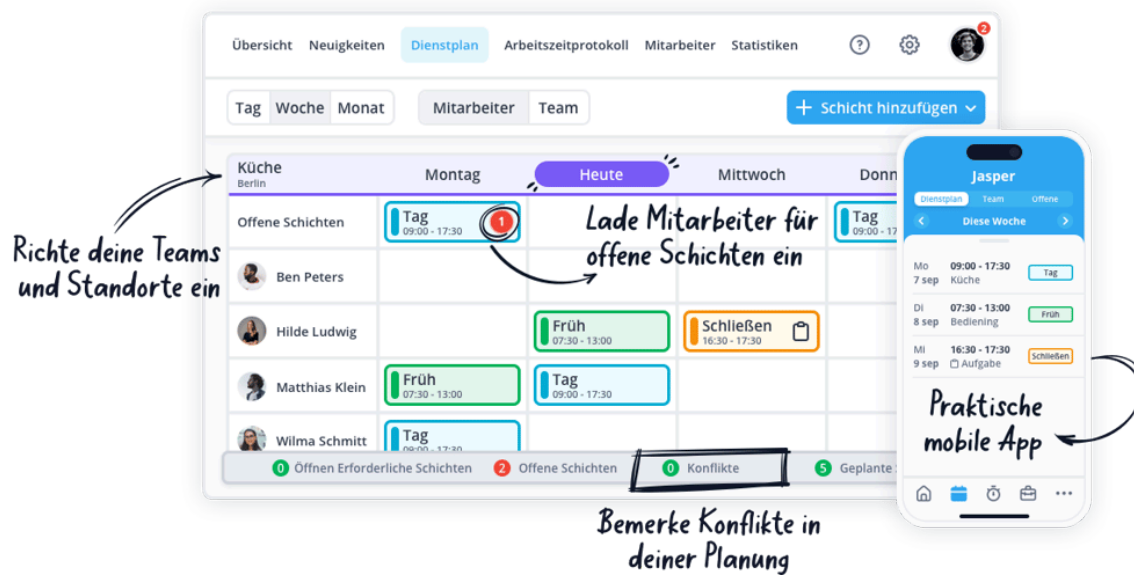 Übersicht Neuigkeiten Dienstplan Arbeitszeitprotokoll Mitarbeiter Statistiken ? 2
Tag Woche Monat Mitarbeiter Team + Schicht hinzufügen
Küche
Berlin
Montag Heute Mittwoch Donn
Offene Schichten
Tag 1
09:00 - 17:30
Tag
09:00 - 17
Lade Mitarbeiter für
offene Schichten ein
Richte deine Teams
und Standorte ein
Ben Peters
Hilde Ludwig
Früh
07:30 - 13:00
Schließen
16:30 - 17:30
Matthias Klein
Früh
07:30 - 13:00
Tag
09:00 - 17:30
Wilma Schmitt
Tag
09:00 - 17:30
0 Öffnen Erforderliche Schichten 2 Offene Schichten 0 Konflikte 5 Geplante
Bemerke Konflikte in
deiner Planung
Jasper
Dienstplan Team Offene
Diese Woche
Mo 09:00 - 17:30 Tag
7 sep Küche
Di 07:30 - 13:00 Früh
8 sep Bediening
Mi 16:30 - 17:30 Schließen
9 sep Aufgabe
Praktische
mobile App